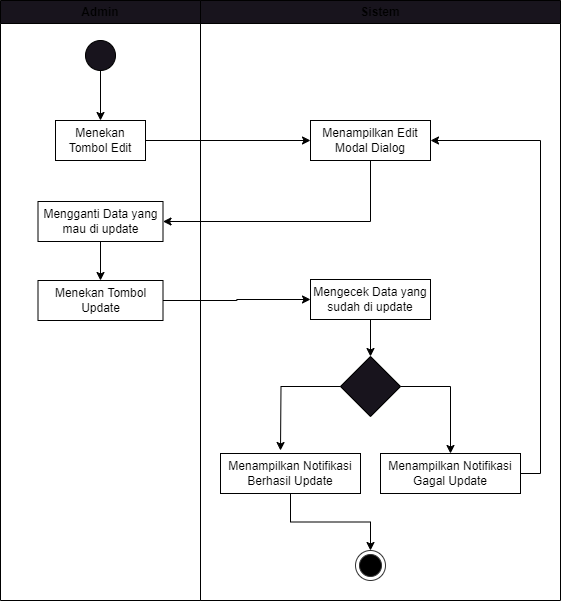 Admin
Sistem
Menekan
Tombol Edit
Menampilkan Edit
Modal Dialog
Mengganti Data yang
mau di update
Menekan Tombol
Update
Mengecek Data yang
sudah di update
Menampilkan Notifikasi
Berhasil Update
Menampilkan Notifikasi
Gagal Update